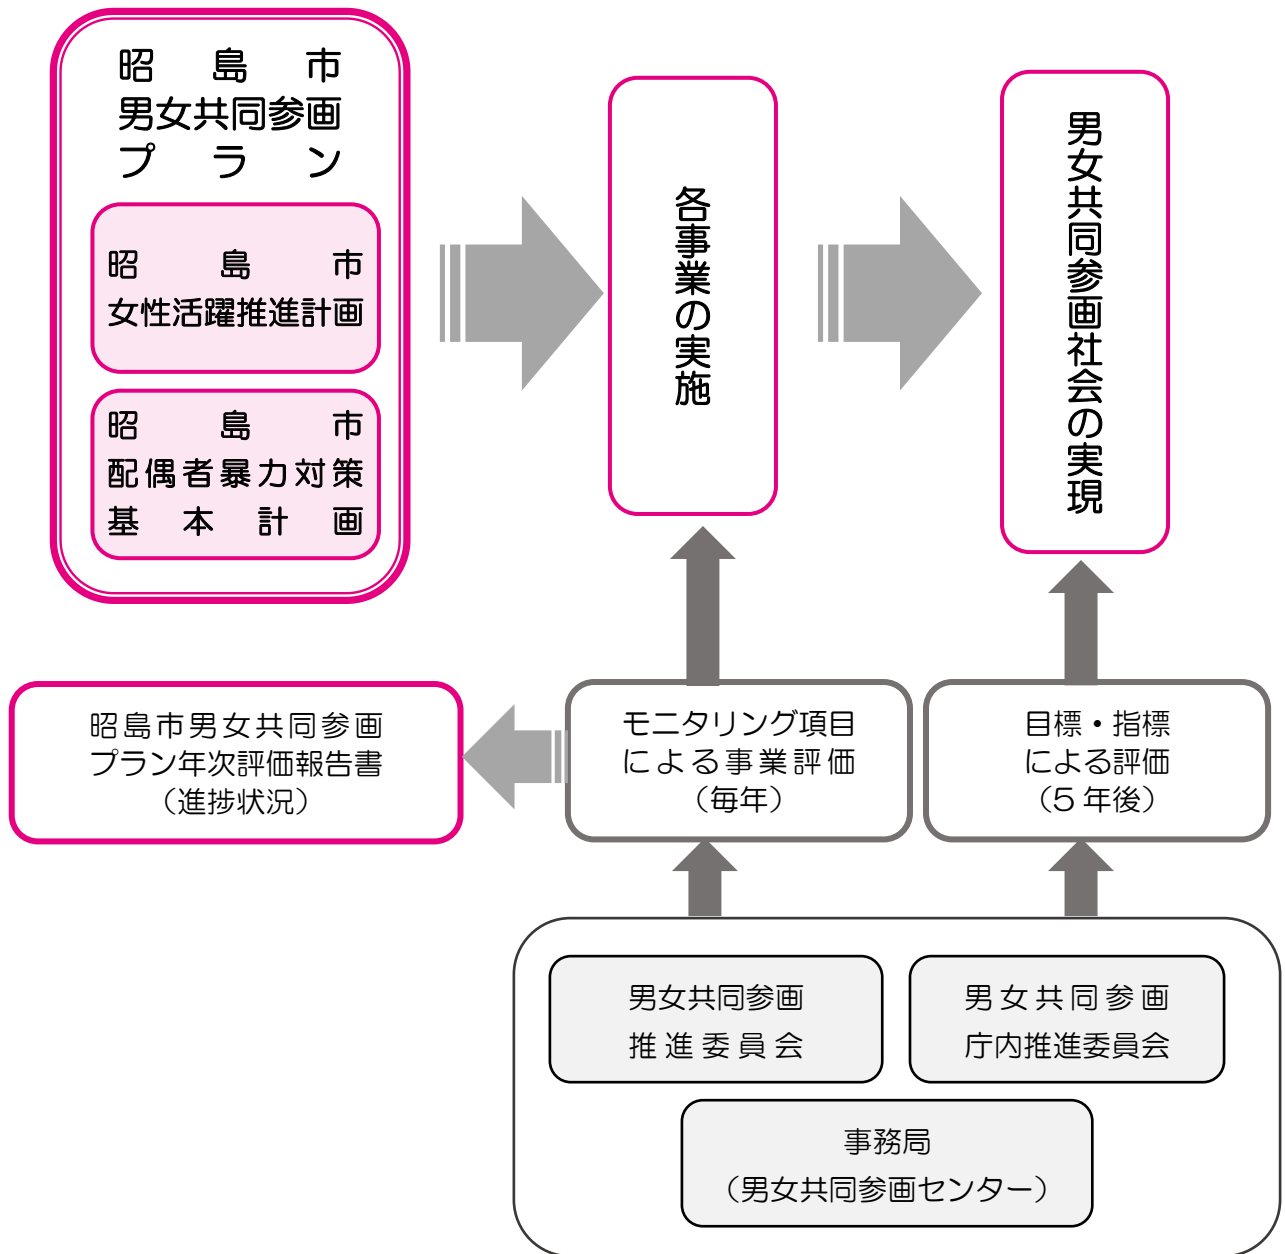 昭島市
男女共同参画
プラン
昭島市
女性活躍推進計画
昭島市
配偶者暴力対策
基本計画
各事業の実施
男女共同参画社会の実現
昭島市男女共同参画
プラン年次評価報告書
（進捗状況）
モニタリング項目
による事業評価
（毎年）
目標・指標
による評価
（5年後）
男女共同参画
推進委員会
男女共同参画
庁内推進委員会
事務局
（男女共同参画センター）